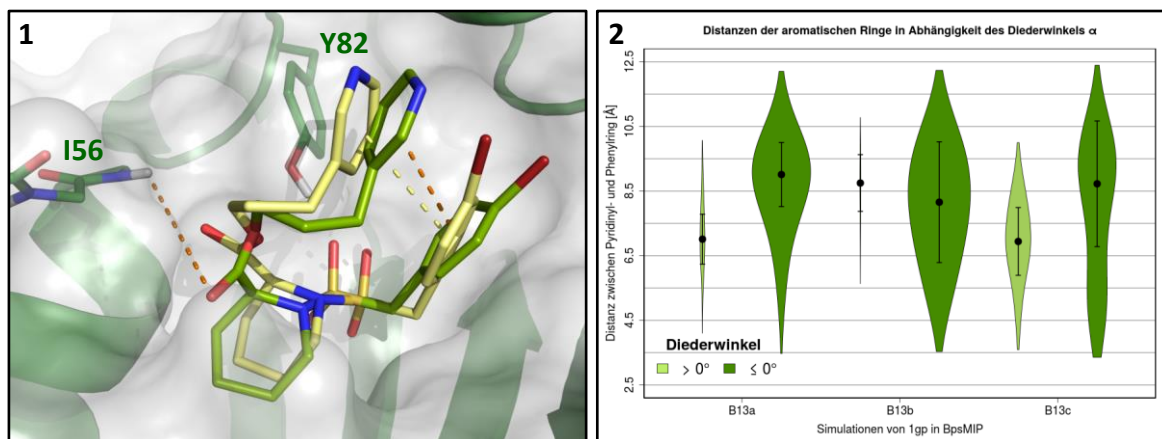 1
Y82
I56
2
Distanzen der aromatischen Ringe in Abhängigkeit des Diederwinkels α
Distanz zwischen Pyridinyl- und Phenylring [Å]
12.5
10.5
8.5
6.5
4.5
2.5
Diederwinkel
> 0° ≤ 0°
B13a B13b B13c
Simulationen von 1gp in BpsMIP